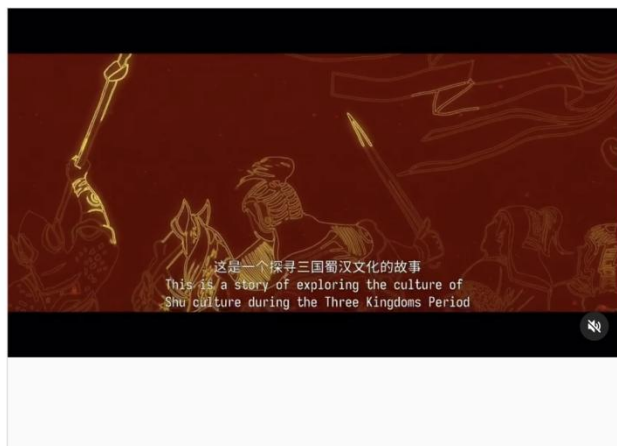 这是一个探寻三国蜀汉文化的故事
This is a story of exploring the culture of
Shu culture during the Three Kingdoms Period